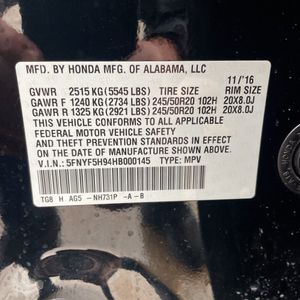 MFD. BY HONDA MFG. OF ALABAMA, LLC
11/'16
GVWR 2515 KG (5545 LBS) TIRE SIZE RIM SIZE
GAWR F 1240 KG (2734 LBS) 245/50R20 102H 20X8.0J
GAWR R 1325 KG (2921 LBS) 245/50R20 102H 20X8.0J
THIS VEHICLE CONFORMS TO ALL APPLICABLE
FEDERAL MOTOR VEHICLE SAFETY AND
THEFT PREVENTION STANDARDS IN EFFECT
ON THE DATE OF MANUFACTURE SHOWN ABOVE.
V.I.N.: 5FNYF5H94HB000145 TYPE: MPV
TG8 H AG5 -NH731P -A -B